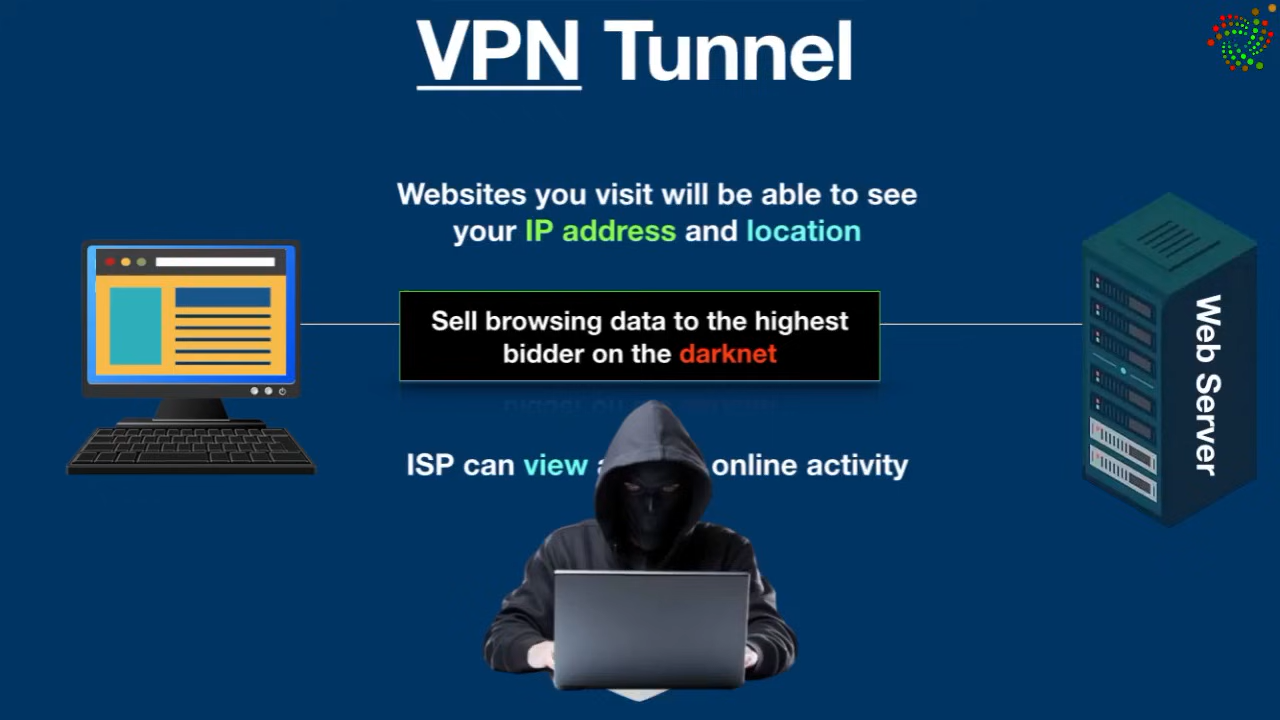 VPN Tunnel
Websites you visit will be able to see
your IP address and location
Sell browsing data to the highest
bidder on the darknet
ISP can view a online activity
Web Server